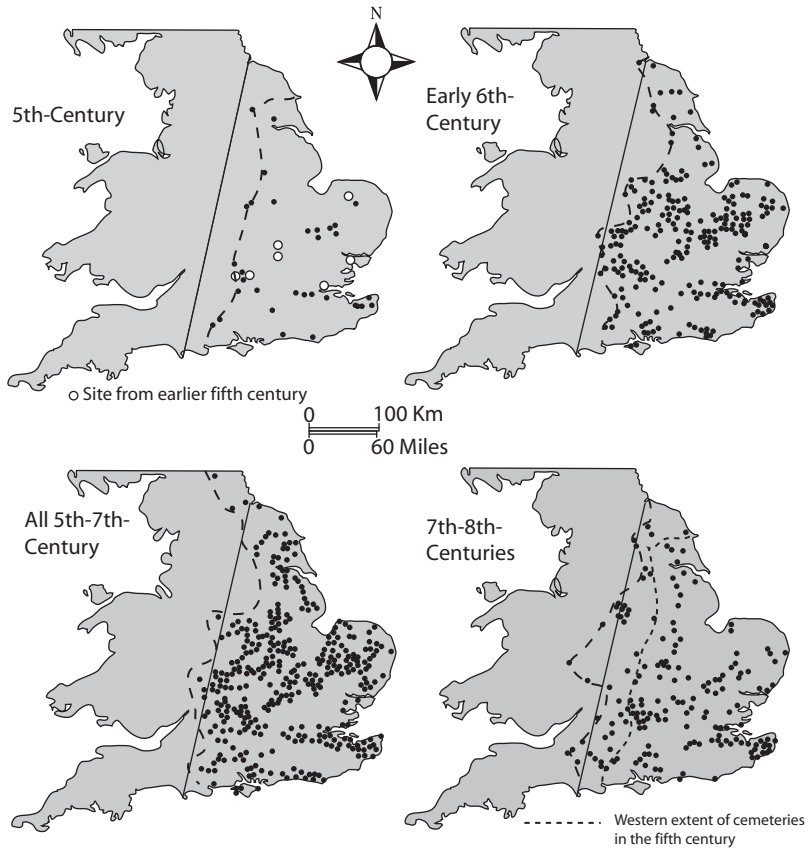 N
5th-Century
Early 6th-
Century
Site from earlier fifth century
0 100 Km
0 60 Miles
All 5th-7th-
Century
7th-8th-
Centuries
Western extent of cemeteries
in the fifth century